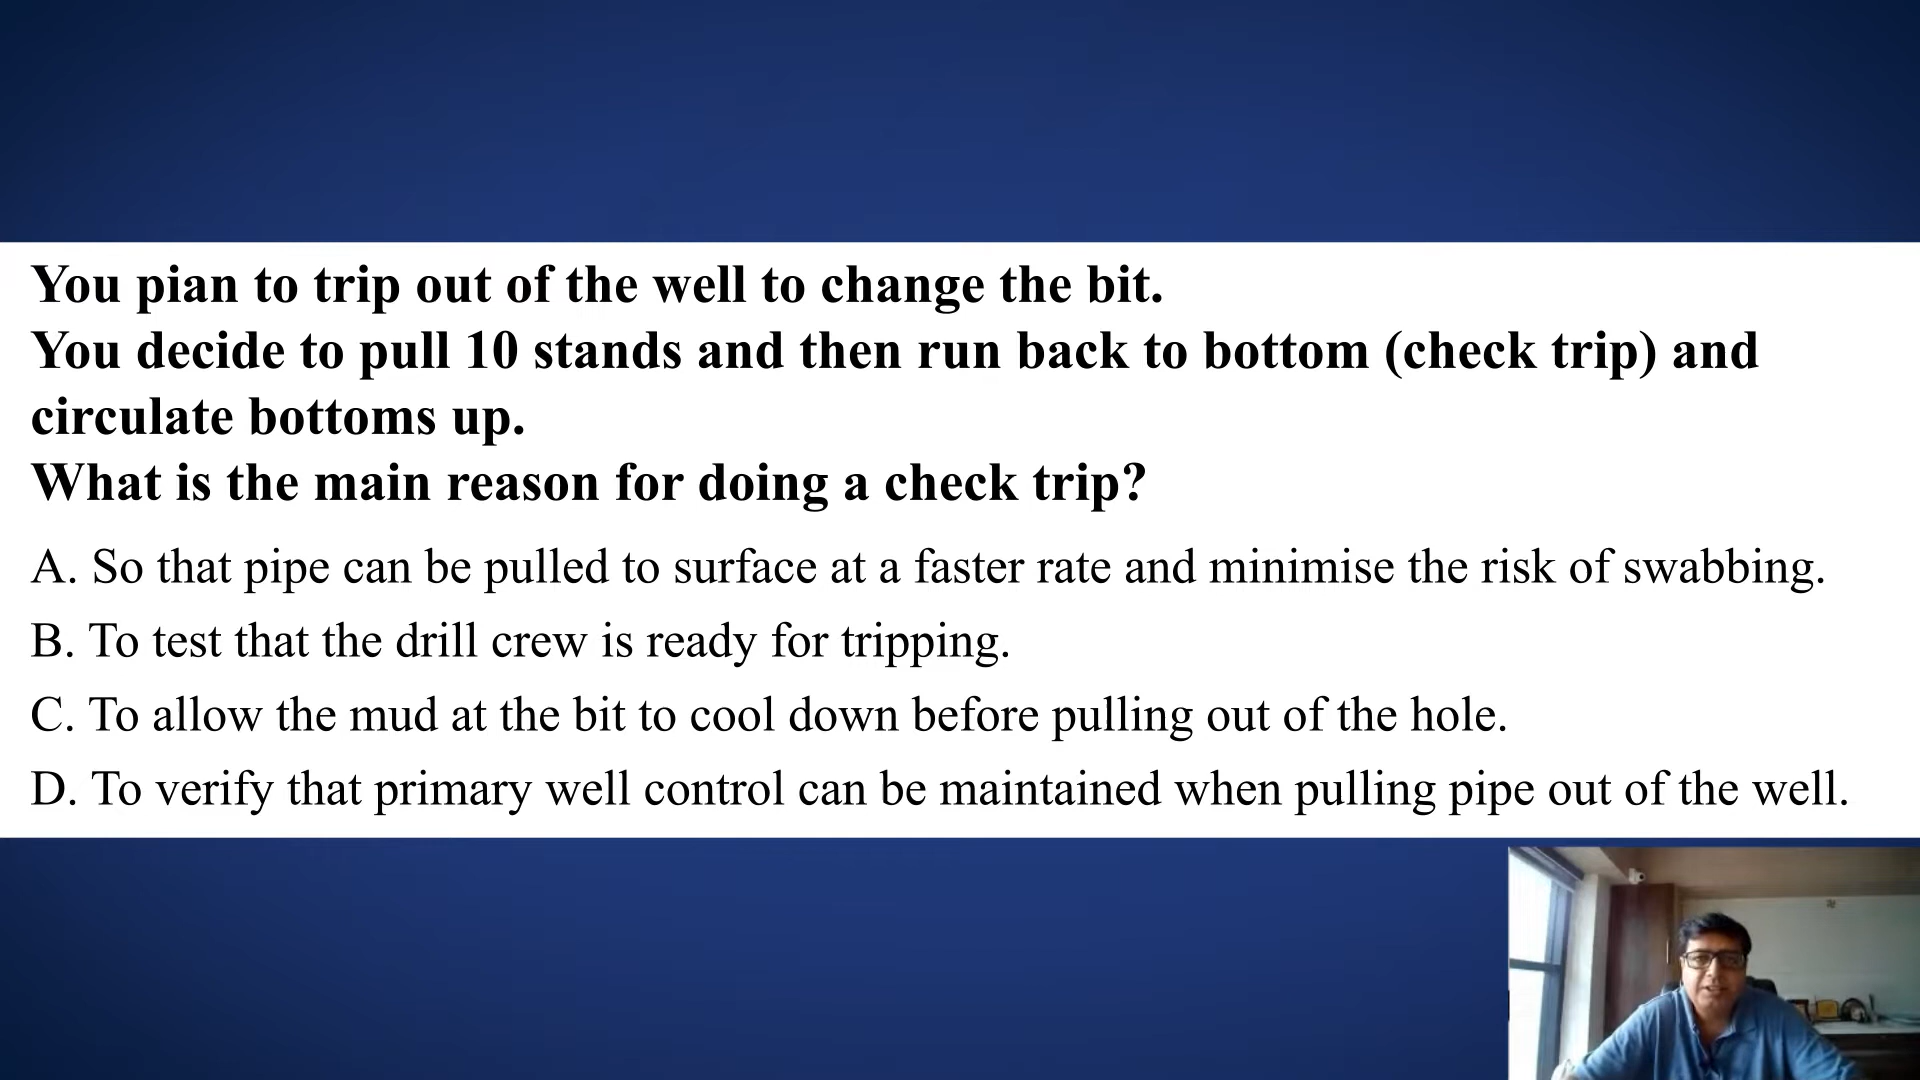 You pian to trip out of the well to change the bit.
You decide to pull 10 stands and then run back to bottom (check trip) and
circulate bottoms up.
What is the main reason for doing a check trip?
A. So that pipe can be pulled to surface at a faster rate and minimise the risk of swabbing.
B. To test that the drill crew is ready for tripping.
C. To allow the mud at the bit to cool down before pulling out of the hole.
D. To verify that primary well control can be maintained when pulling pipe out of the well.